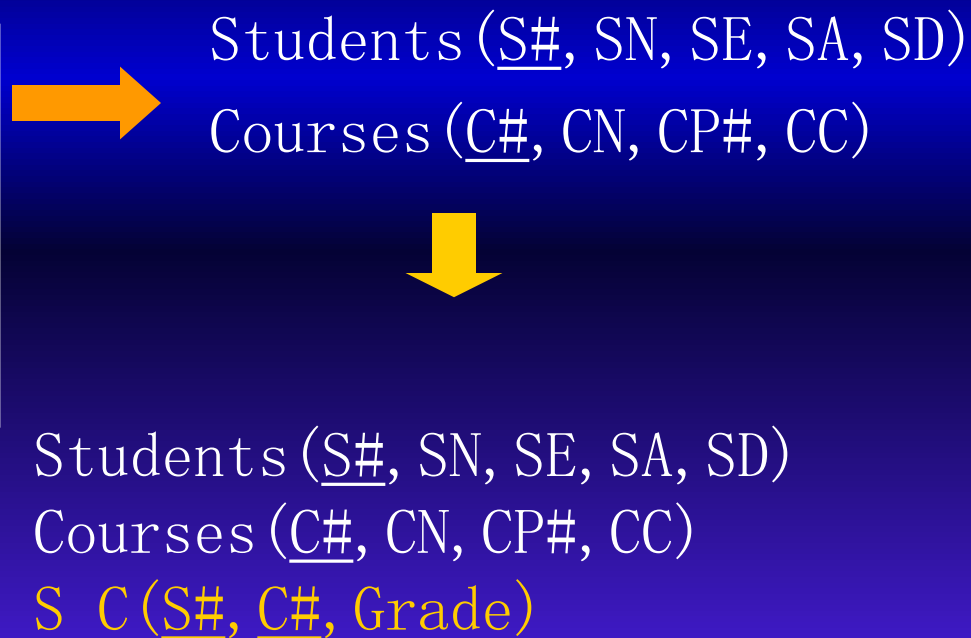 Students(S#,SN,SE,SA,SD)
Courses(C#,CN,CP#,CC)
Students(S#,SN,SE,SA,SD)
Courses(C#,CN,CP#,CC)
S C(S#,C#,Grade)